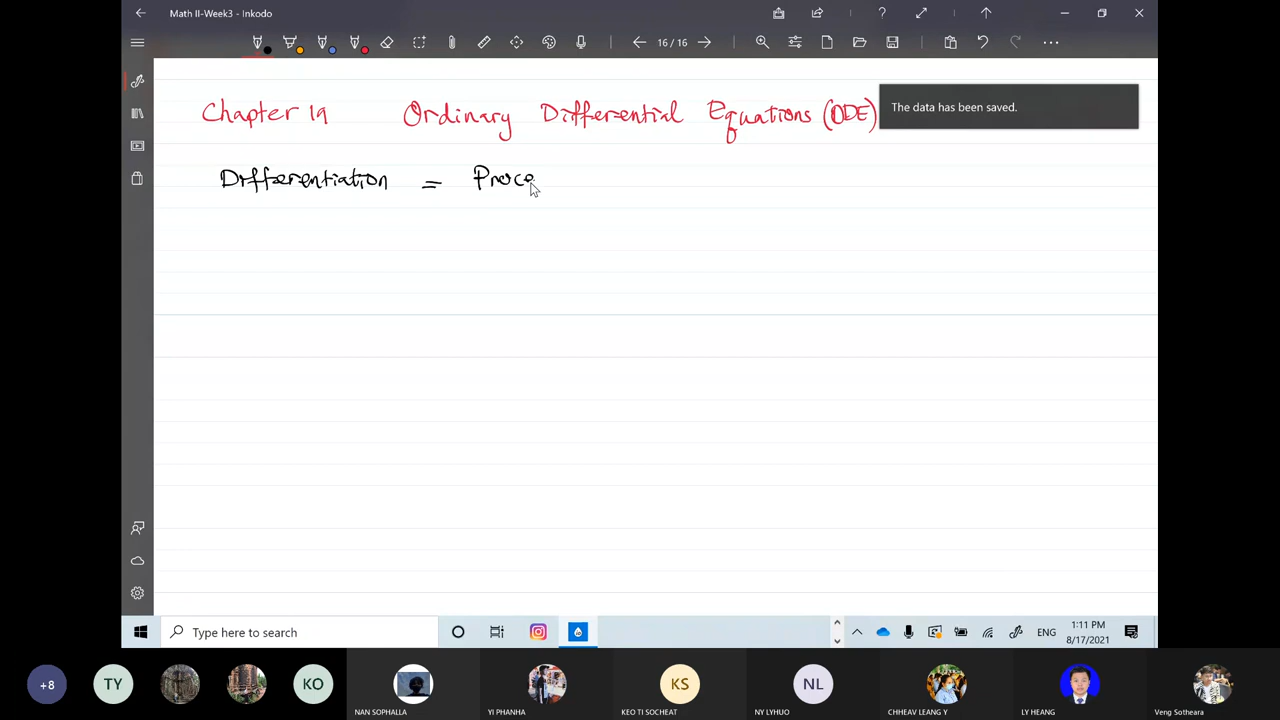 Math II-Week3 - Inkodo
16/16
Chapter 19 Ordinary Differential Equations (ODE)
The data has been saved.
Differentiation = Proce
Type here to search
ENG
1:11 PM
8/17/2021
+8
TY
KO
KS
NL
NAN SOPHALLA
YI PHANHA
KEO TI SOCHEAT
NY LYHUO
CHHEAV LEANG Y
LY HEANG
Veng Sotheara